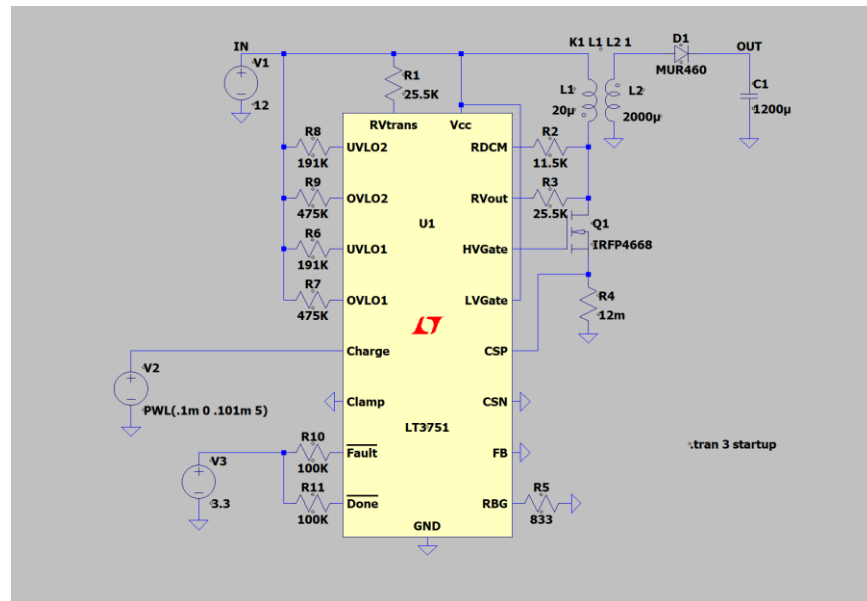 IN
K1 L1 L2 1
D1
OUT
MUR460
V1
12
R1
25.5K
L1
20µ
L2
2000µ
C1
1200µ
RVtrans
Vcc
R8
191K
UVLO2
RDCM
R2
11.5K
R9
475K
OVLO2
RVout
R3
25.5K
U1
Q1
IRFP4668
R6
191K
UVLO1
HVGate
R7
475K
OVLO1
LVGate
R4
12m
Charge
CSP
V2
PWL(.1m 0 .101m 5)
Clamp
CSN
LT3751
R10
100K
Fault
FB
.tran 3 startup
V3
3.3
R11
100K
Done
RBG
R5
833
GND